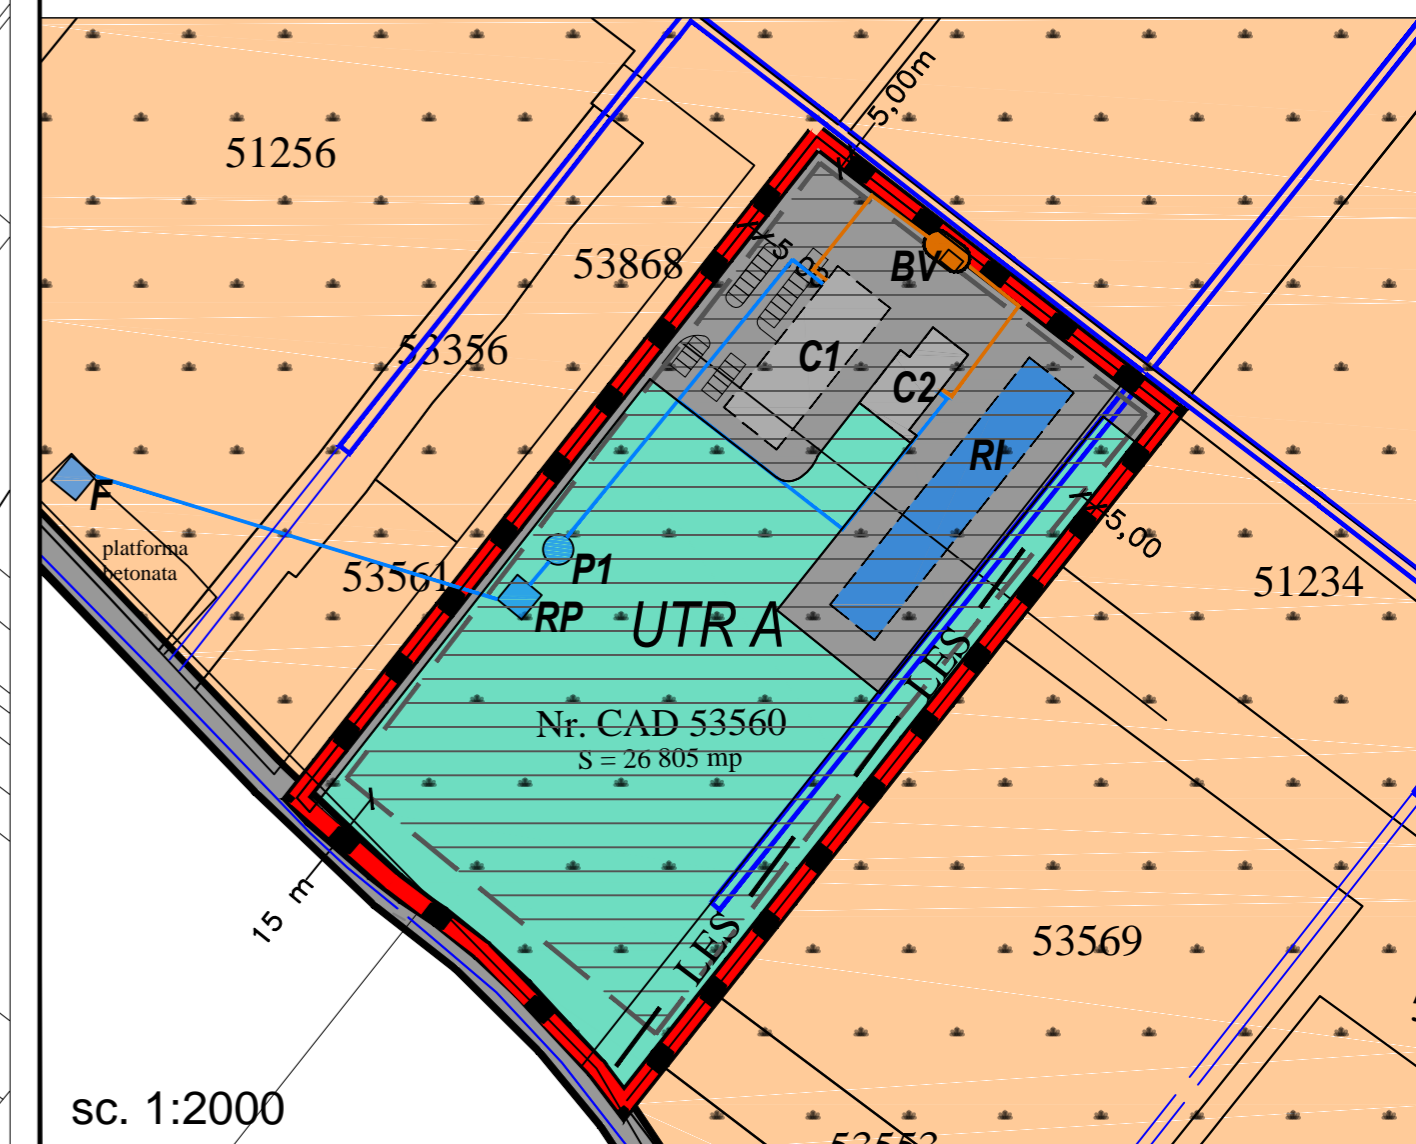 5,00m
51256
53868
BV
53356
C1
C2
RI
F
5,00
platforma
betonata
53561
P1
51234
RP
UTR A
LES
Nr. CAD 53560
S = 26 805 mp
15 m
LES
53569
sc. 1:2000